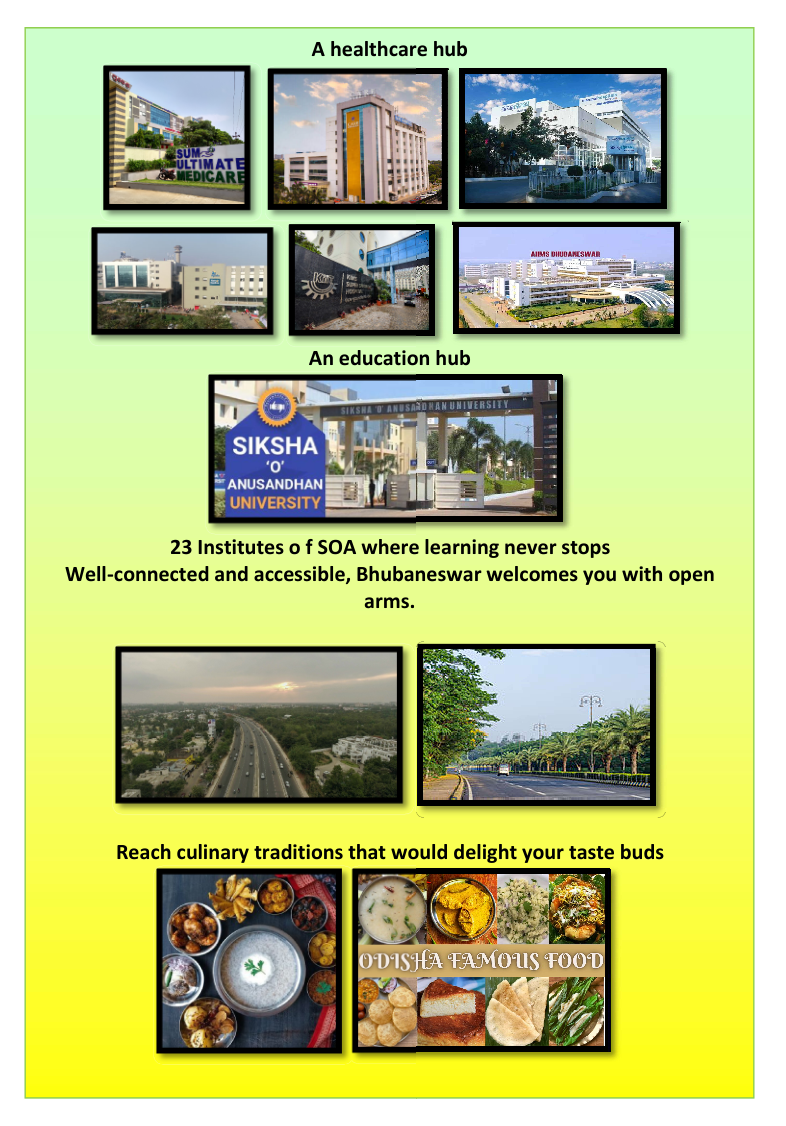 A healthcare hub
SUM
ULTIMATE
MEDICARE
AIIMS BHUBANESWAR
An education hub
SIKSHA 'O' ANUSANDHAN UNIVERSITY
SIKSHA
'O'
ANUSANDHAN
UNIVERSITY
23 Institutes o f SOA where learning never stops
Well-connected and accessible, Bhubaneswar welcomes you with open
arms.
Reach culinary traditions that would delight your taste buds
ODISHA FAMOUS FOOD